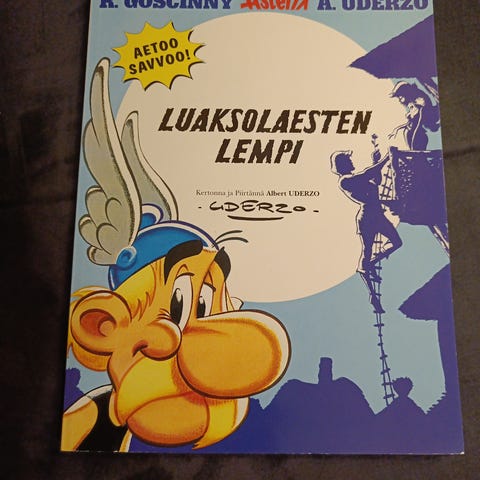 R. GOSCINNY Asterix A. UDERZO
AETOO
SAVVOO!
LUAKSOLAESTEN
LEMPI
Kertonna ja Piirtännä Albert UDERZO
UDERZO